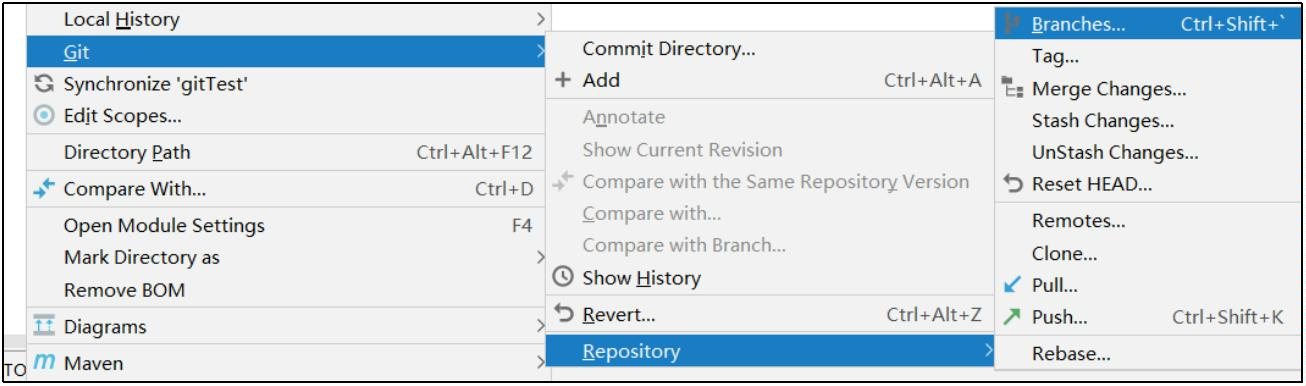 Local History
Git
Synchronize 'gitTest'
Edit Scopes...
Directory Path Ctrl+Alt+F12
Compare With... Ctrl+D
Open Module Settings F4
Mark Directory as
Remove BOM
Diagrams
Maven
TO
Commit Directory...
Add Ctrl+Alt+A
Annotate
Show Current Revision
Compare with the Same Repository Version
Compare with...
Compare with Branch...
Show History
Revert... Ctrl+Alt+Z
Repository
Branches... Ctrl+Shift+`
Tag...
Merge Changes...
Stash Changes...
UnStash Changes...
Reset HEAD...
Remotes...
Clone...
Pull...
Push... Ctrl+Shift+K
Rebase...